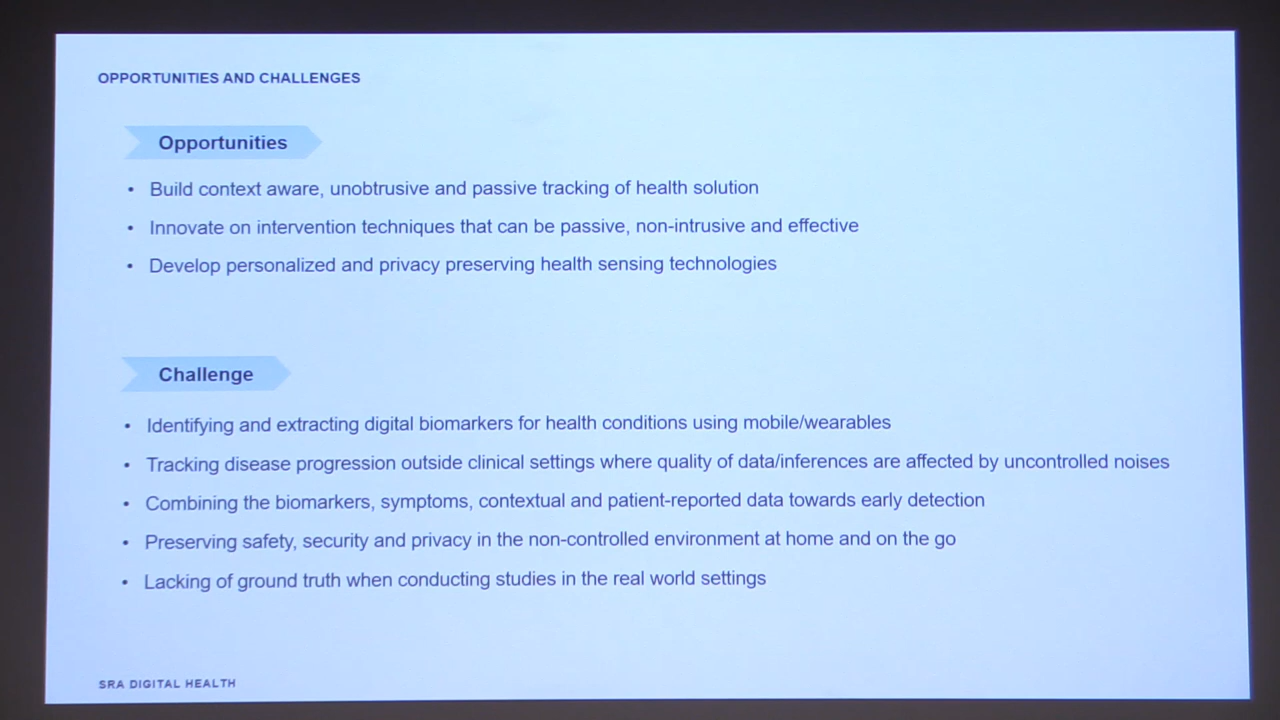 OPPORTUNITIES AND CHALLENGES
Opportunities
• Build context aware, unobtrusive and passive tracking of health solution
• Innovate on intervention techniques that can be passive, non-intrusive and effective
• Develop personalized and privacy preserving health sensing technologies
Challenge
• Identifying and extracting digital biomarkers for health conditions using mobile/wearables
• Tracking disease progression outside clinical settings where quality of data/inferences are affected by uncontrolled noises
• Combining the biomarkers, symptoms, contextual and patient-reported data towards early detection
• Preserving safety, security and privacy in the non-controlled environment at home and on the go
• Lacking of ground truth when conducting studies in the real world settings
SRA DIGITAL HEALTH